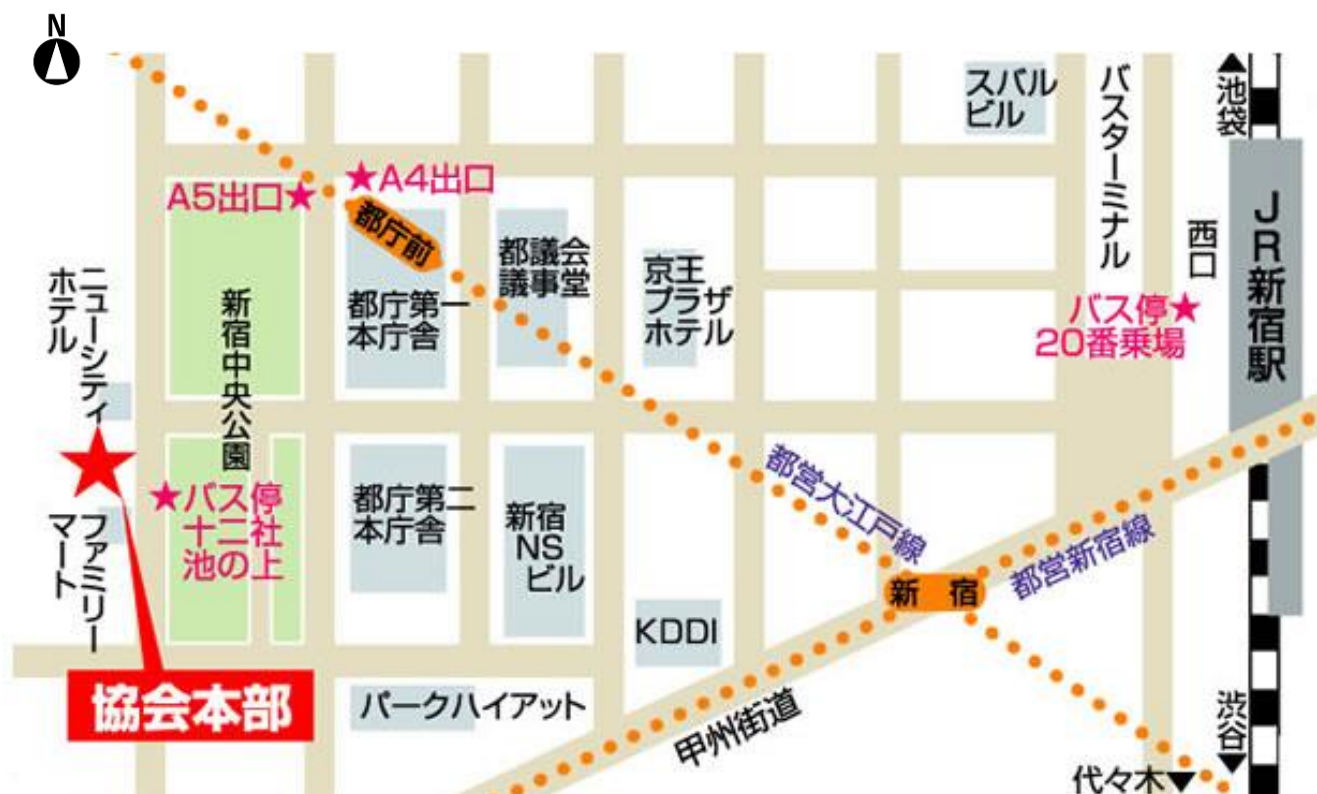 N
スバル
ビル
バスターミナル
▲池袋
A5出口★
★A4出口
都庁前
JR新宿駅
西口
都議会
議事堂
京王
プラザ
ホテル
ニューシティ
ホテル
新宿中央公園
都庁第一
本庁舎
バス停★
20番乗場
都営大江戸線
★バス停
十二社
池の上
都庁第二
本庁舎
新宿
NS
ビル
ファミリー
マート
都営新宿線
新 宿
KDDI
協会本部
パークハイアット
甲州街道
渋谷▼
代々木▼